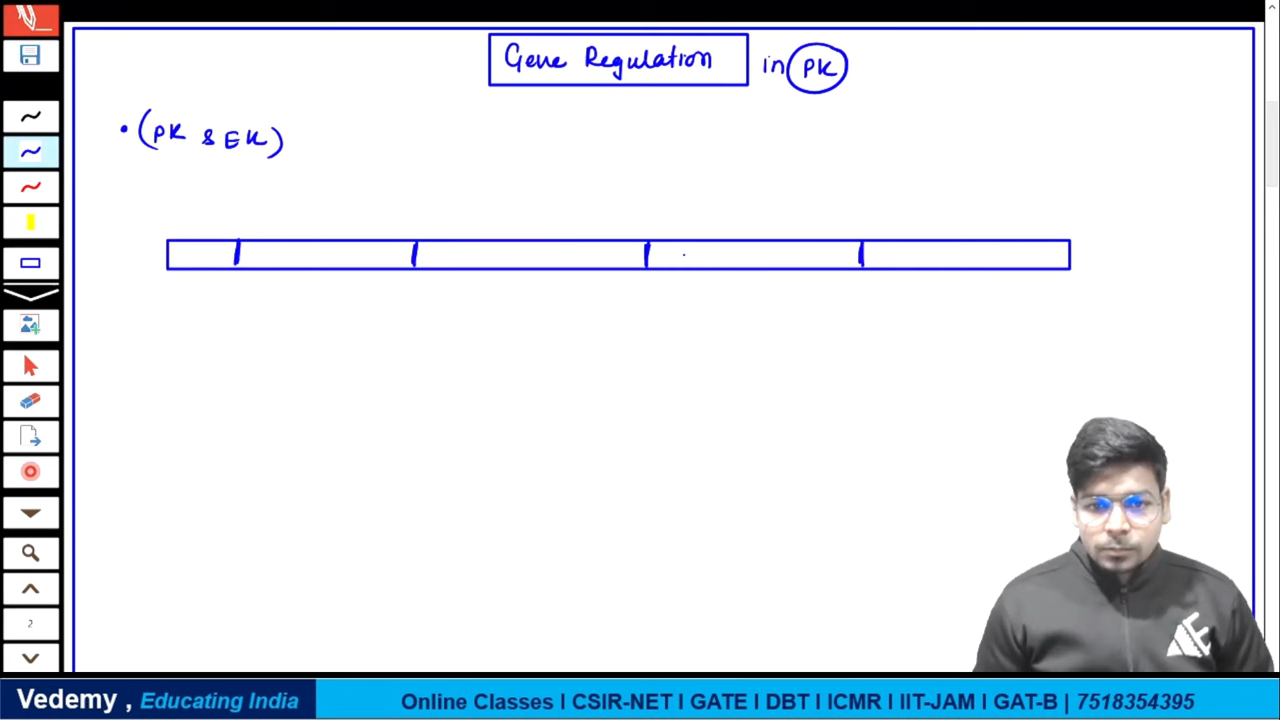 Gene Regulation in PK
• (PK & EK)
2
Vedemy , Educating India
Online Classes I CSIR-NET I GATE I DBT I ICMR I IIT-JAM I GAT-B | 7518354395